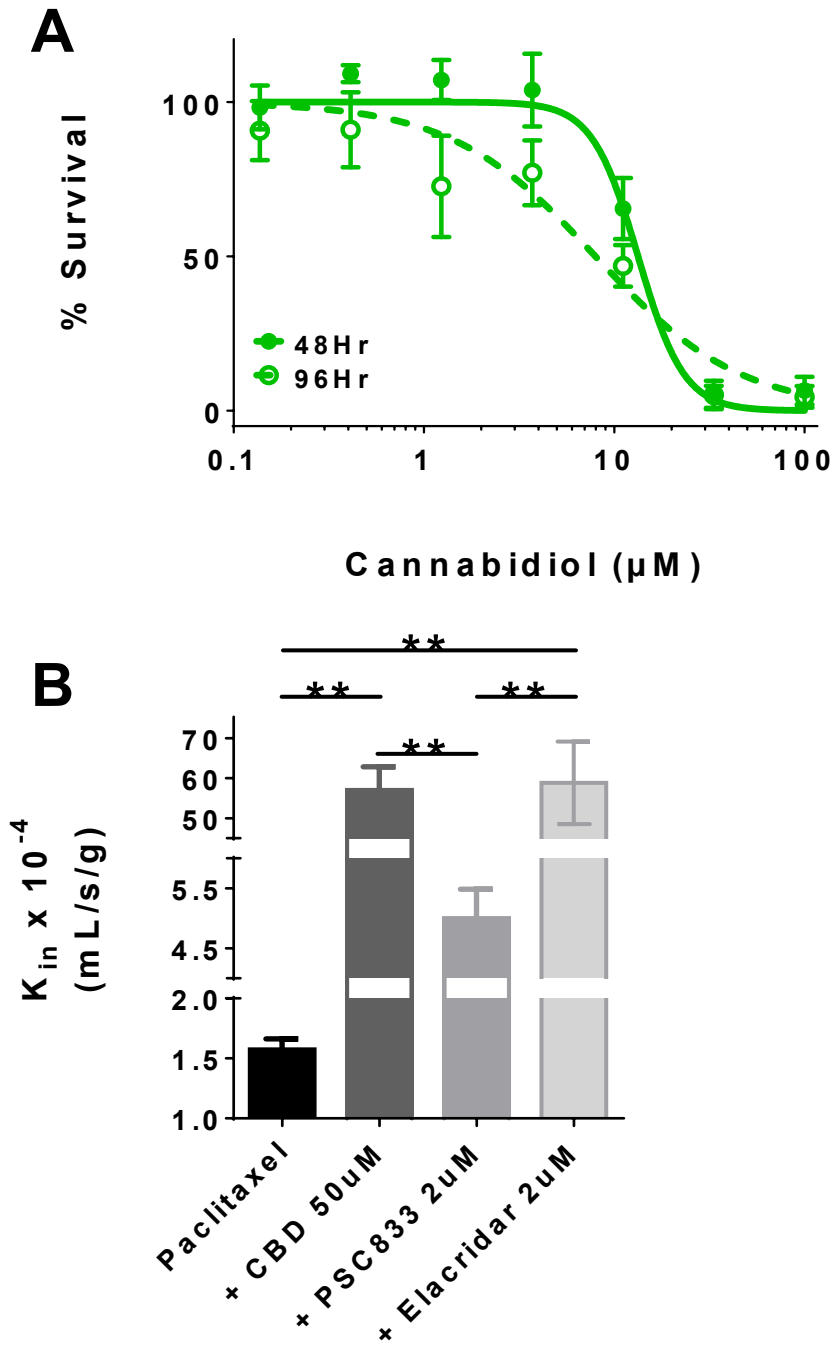 A
% Survival
100
50
0
48Hr
96Hr
0.1 1 10 100
Cannabidiol (µM)
**
B
** **
**
Kin x 10-4
(mL/s/g)
70
60
50
5.5
4.5
2.0
1.5
1.0
Paclitaxel
+ CBD 50uM
+ PSC833 2uM
+ Elacridar 2uM